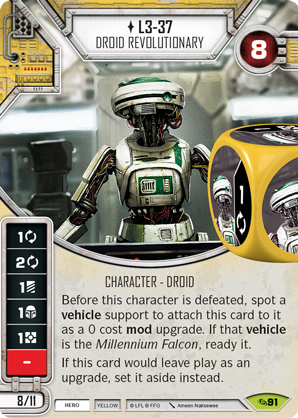 L3-37
DROID REVOLUTIONARY
8
1
1
2
1
1
1
-
CHARACTER - DROID
Before this character is defeated, spot a
vehicle support to attach this card to it
as a 0 cost mod upgrade. If that vehicle
is the Millennium Falcon, ready it.
If this card would leave play as an
upgrade, set it aside instead.
8/11
HERO
YELLOW
© LFL © FFG
Ameen Naksewee
91